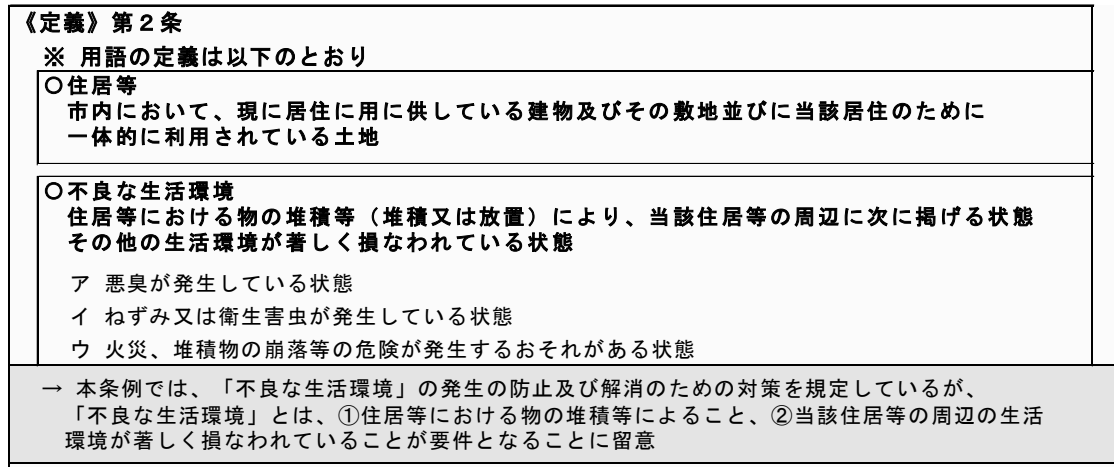 《定義》第２条
※ 用語の定義は以下のとおり
〇住居等
市内において、現に居住に用に供している建物及びその敷地並びに当該居住のために
一体的に利用されている土地
〇不良な生活環境
住居等における物の堆積等（堆積又は放置）により、当該住居等の周辺に次に掲げる状態
その他の生活環境が著しく損なわれている状態
ア 悪臭が発生している状態
イ ねずみ又は衛生害虫が発生している状態
ウ 火災、堆積物の崩落等の危険が発生するおそれがある状態
→ 本条例では、「不良な生活環境」の発生の防止及び解消のための対策を規定しているが、
「不良な生活環境」とは、①住居等における物の堆積等によること、②当該住居等の周辺の生活
環境が著しく損なわれていることが要件となることに留意